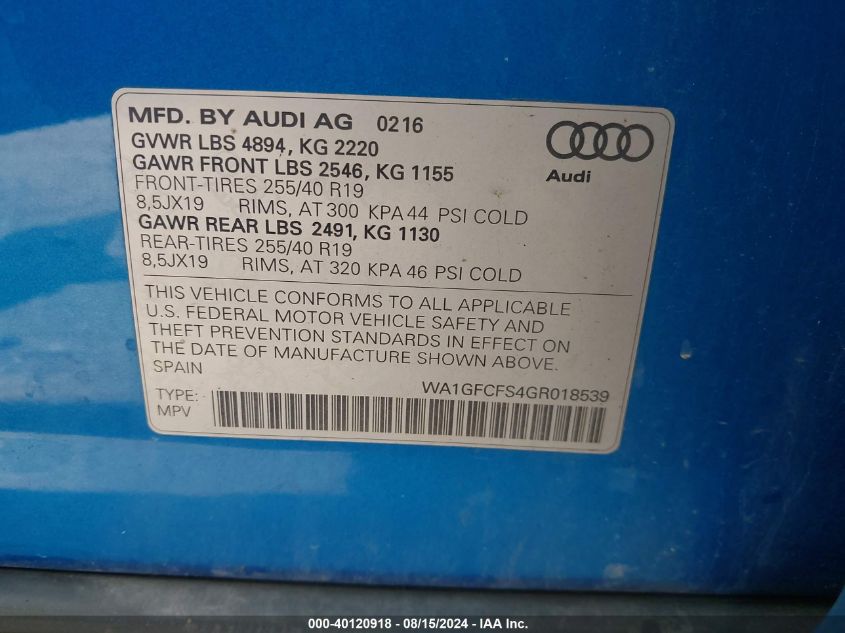 MFD. BY AUDI AG 0216
GVWR LBS 4894, KG 2220
GAWR FRONT LBS 2546, KG 1155
FRONT-TIRES 255/40 R19
8,5JX19 RIMS, AT 300 KPA 44 PSI COLD
GAWR REAR LBS 2491, KG 1130
REAR-TIRES 255/40 R19
8,5JX19 RIMS, AT 320 KPA 46 PSI COLD
Audi
THIS VEHICLE CONFORMS TO ALL APPLICABLE
U.S. FEDERAL MOTOR VEHICLE SAFETY AND
THEFT PREVENTION STANDARDS IN EFFECT ON
THE DATE OF MANUFACTURE SHOWN ABOVE.
SPAIN
WA1GFCFS4GR018539
TYPE:
MPV
000-40120918 - 08/15/2024 - IAA Inc.